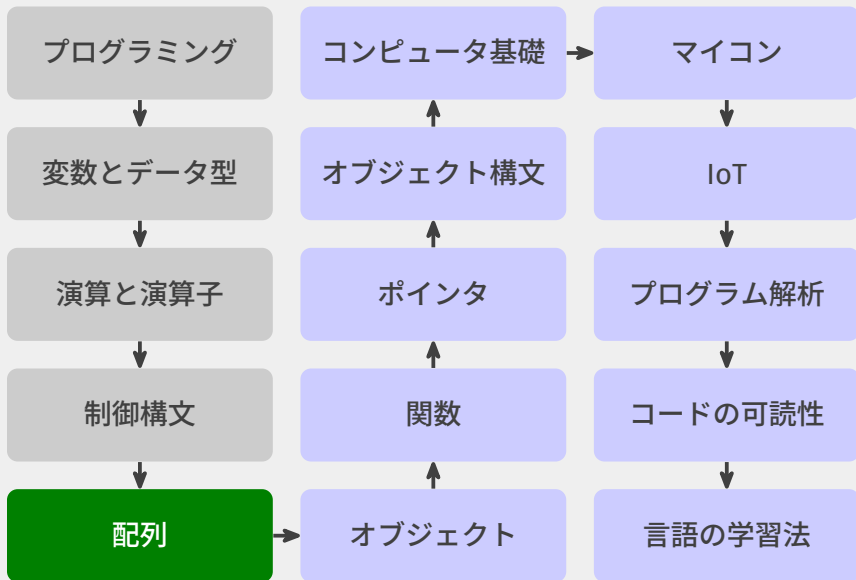 プログラミング
変数とデータ型
演算と演算子
制御構文
配列
オブジェクト
関数
ポインタ
オブジェクト構文
コンピュータ基礎
マイコン
IoT
プログラム解析
コードの可読性
言語の学習法